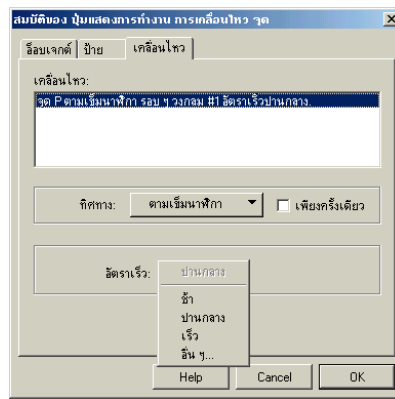 สมบัติของ ปุ่มแสดงการทำงาน การเคลื่อนไหว จุด
อ็อบเจกต์ ป้าย เคลื่อนไหว
เคลื่อนไหว:
จุด P ตามเข็มนาฬิกา รอบ ๆ วงกลม #1 อัตราเร็วปานกลาง.
ทิศทาง: ตามเข็มนาฬิกา เพียงครั้งเดียว
อัตราเร็ว: ปานกลาง
ช้า
ปานกลาง
เร็ว
อื่น ๆ...
Help Cancel OK